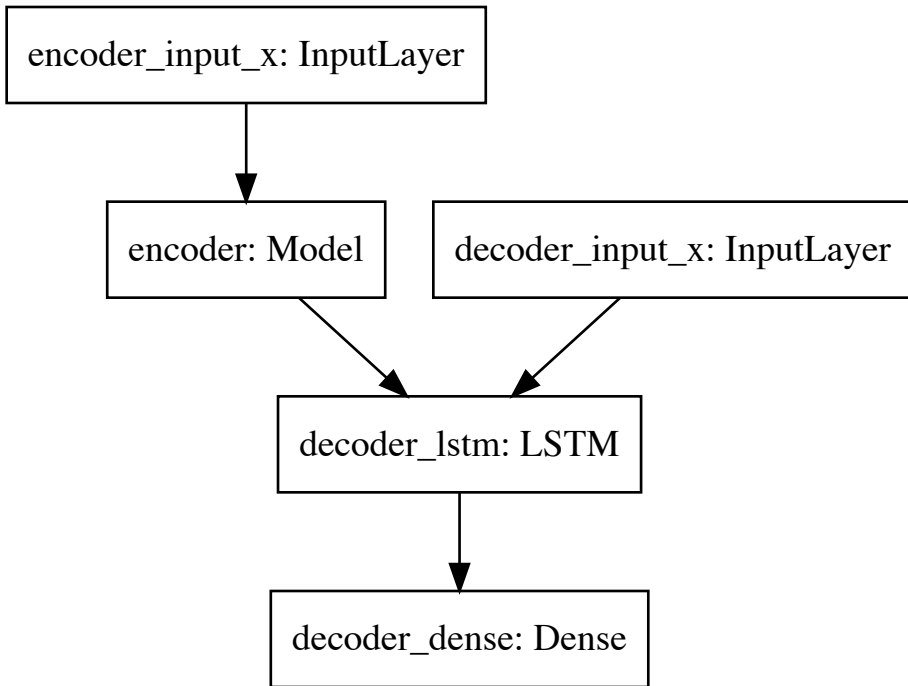 encoder_input_x: InputLayer
encoder: Model
decoder_input_x: InputLayer
decoder_lstm: LSTM
decoder_dense: Dense